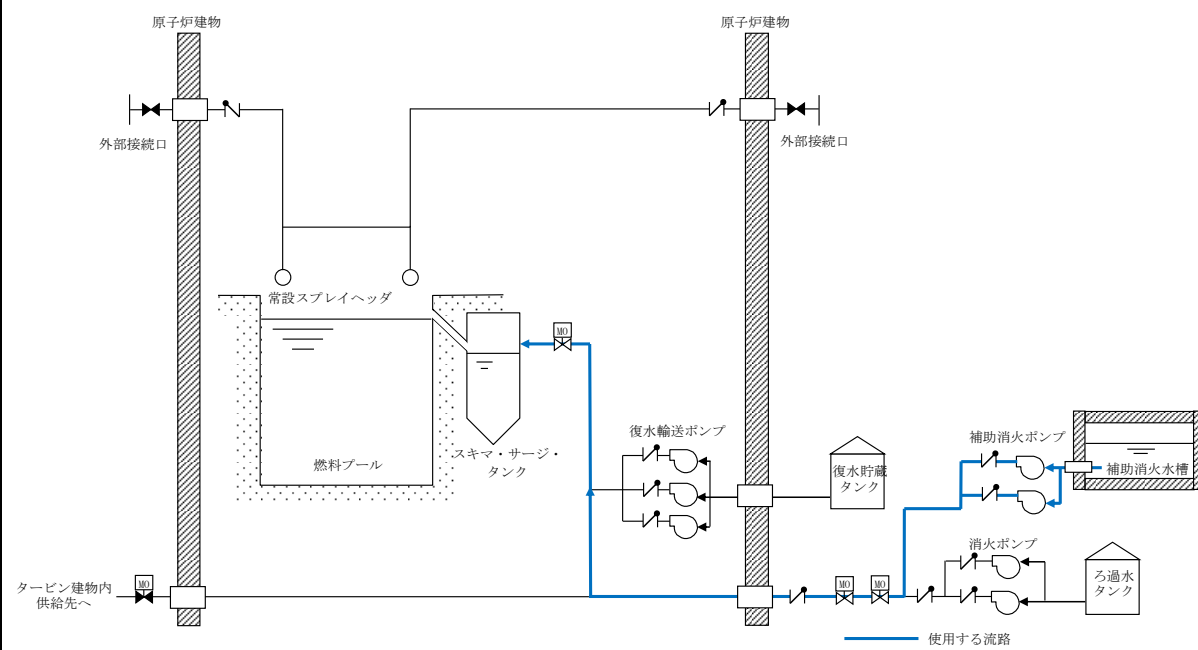 原子炉建物
原子炉建物
外部接続口
外部接続口
常設スプレイヘッダ
MO
復水輸送ポンプ
補助消火ポンプ
スキマ・サージ・
タンク
燃料プール
復水貯蔵
タンク
補助消火水槽
消火ポンプ
タービン建物内
供給先へ
MO
MO
MO
ろ過水
タンク
使用する流路